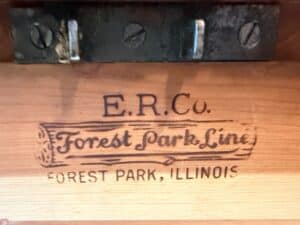 E.R.Co.
Forest Park Line
FOREST PARK, ILLINOIS